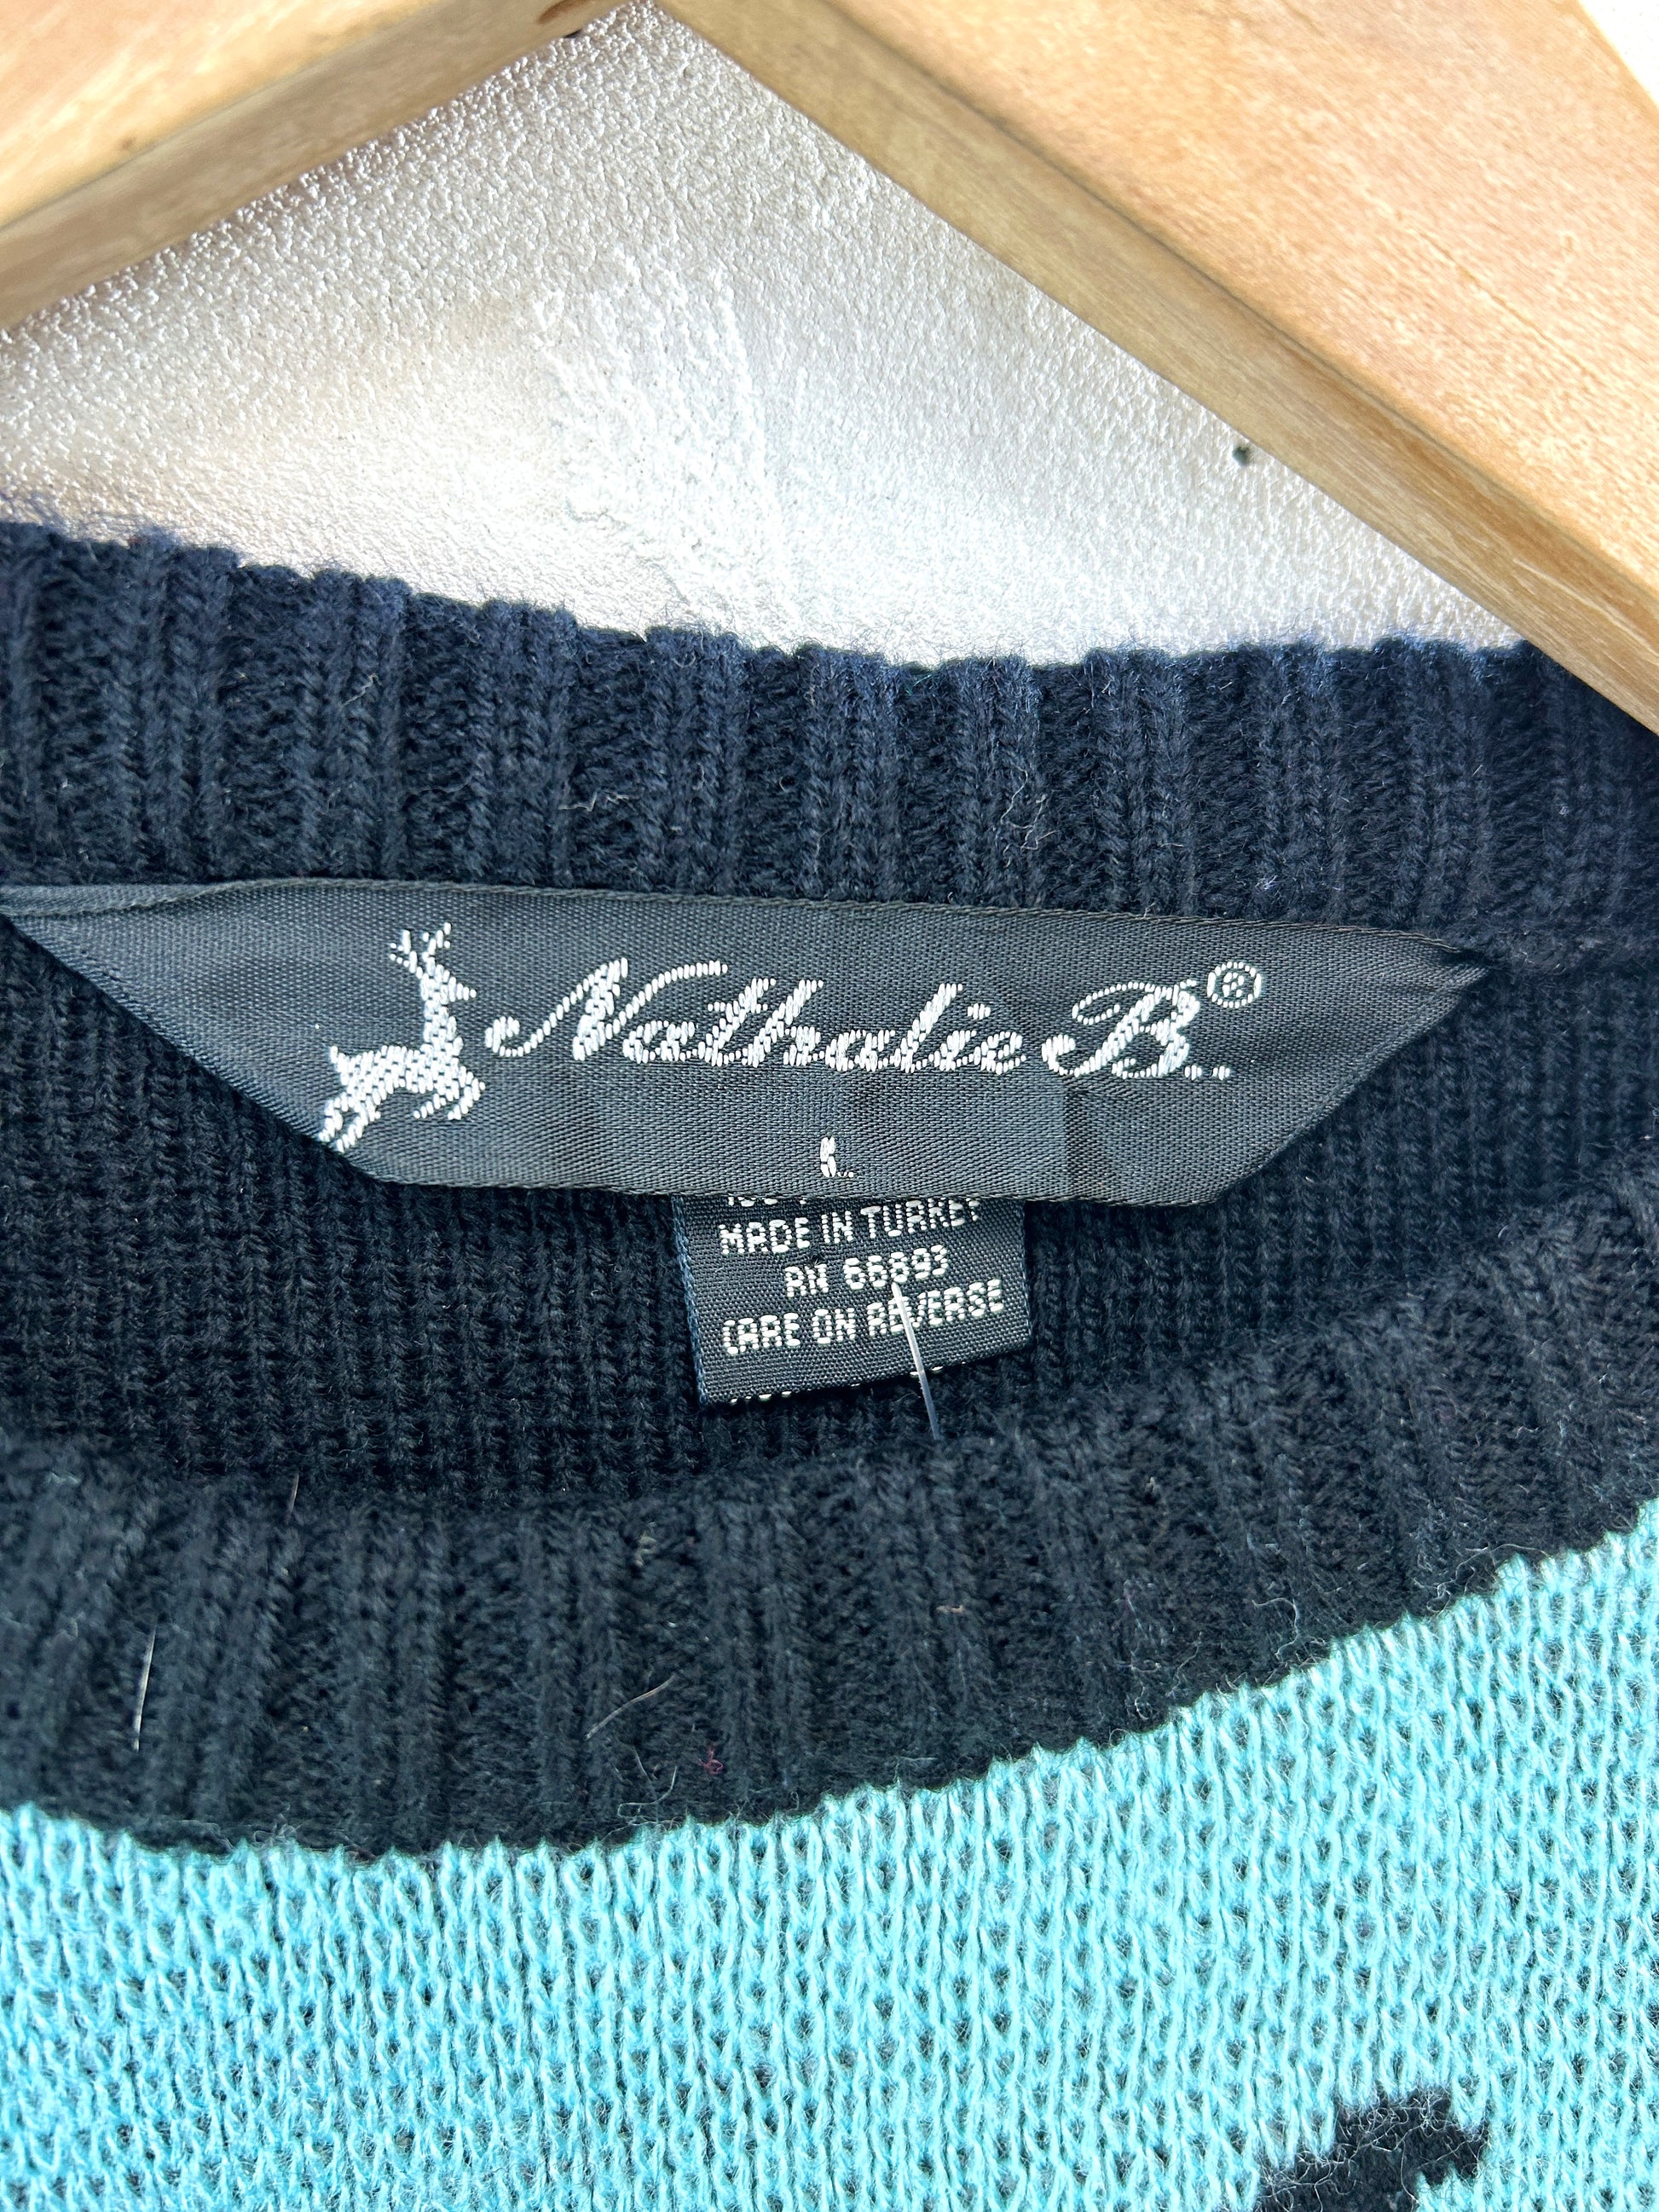 Nathalie B.®
L
MADE IN TURKEY
RN 66893
CARE ON REVERSE